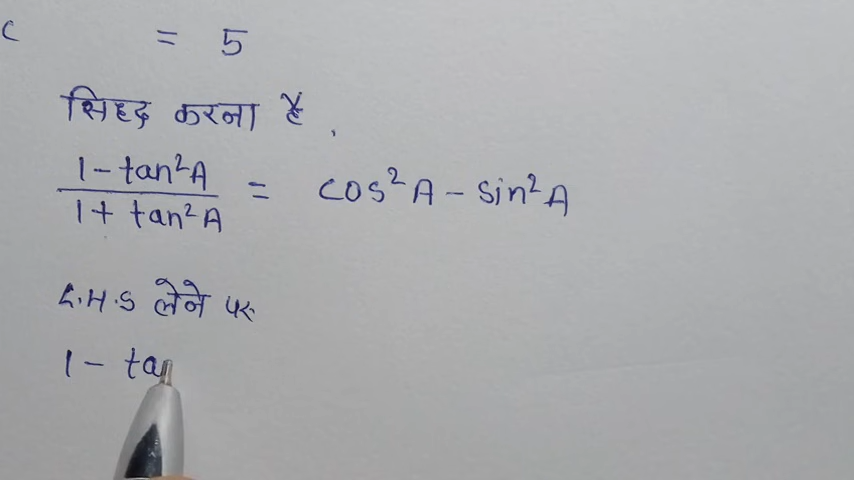 c = 5
सिद्द करना है .
1 - tan²A / 1 + tan²A = cos²A - sin²A
L.H.S लेने पर
1 - ta